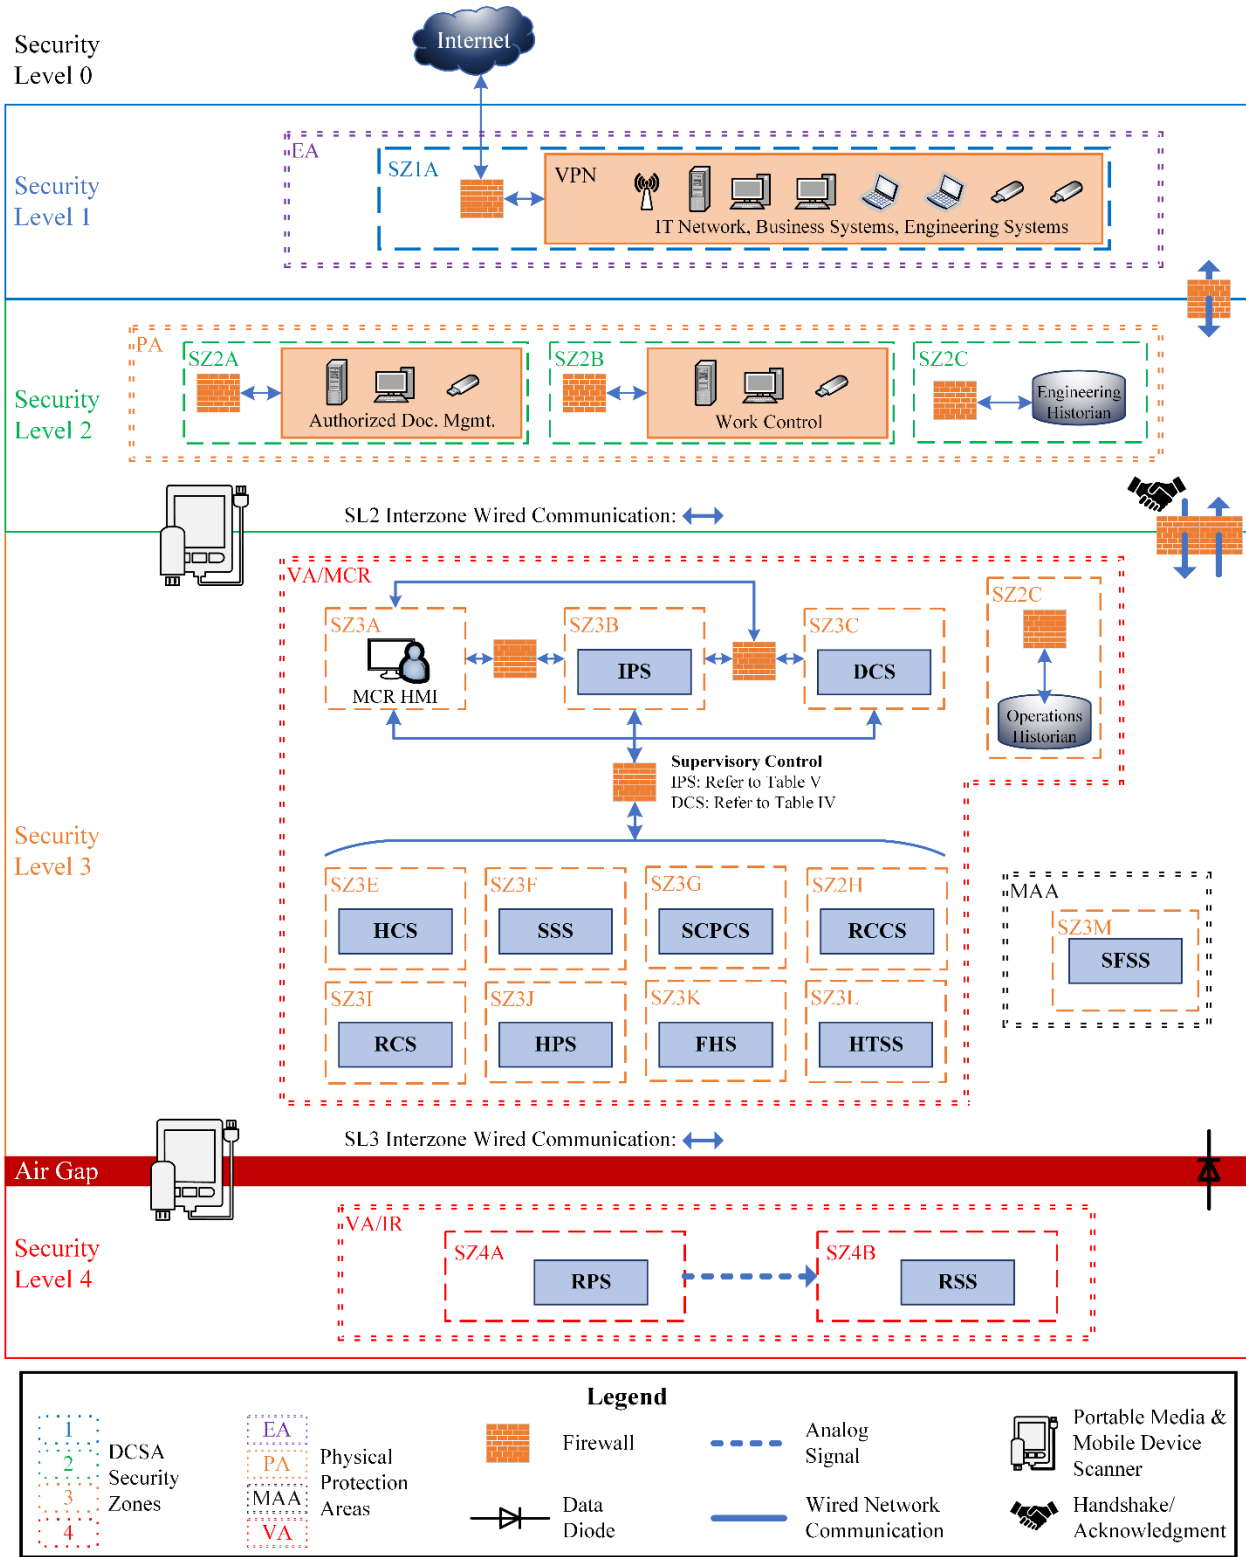 Security
Level 0
Internet
Security
Level 1
EA
SZ1A
VPN
IT Network, Business Systems, Engineering Systems
Security
Level 2
PA
SZ2A
Authorized Doc. Mgmt.
SZ2B
Work Control
SZ2C
Engineering
Historian
SL2 Interzone Wired Communication:
Security
Level 3
VA/MCR
SZ3A
MCR HMI
SZ3B
IPS
SZ3C
DCS
SZ2C
Operations
Historian
Supervisory Control
IPS: Refer to Table V
DCS: Refer to Table IV
SZ3E
HCS
SZ3F
SSS
SZ3G
SCPCS
SZ2H
RCCS
SZ3I
RCS
SZ3J
HPS
SZ3K
FHS
SZ3L
HTSS
MAA
SZ3M
SFSS
SL3 Interzone Wired Communication:
Air Gap
Security
Level 4
VA/IR
SZ4A
RPS
SZ4B
RSS
Legend
1
2
3
4
DCSA
Security
Zones
EA
PA
MAA
VA
Physical
Protection
Areas
Firewall
Data
Diode
Analog
Signal
Wired Network
Communication
Portable Media &
Mobile Device
Scanner
Handshake/
Acknowledgment